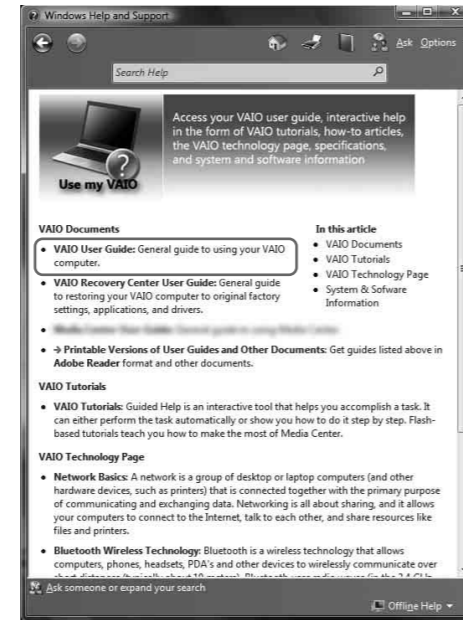 Windows Help and Support
Ask Options
Search Help
Access your VAIO user guide, interactive help
in the form of VAIO tutorials, how-to articles,
the VAIO technology page, specifications,
and system and software information
Use my VAIO
VAIO Documents
• VAIO User Guide: General guide to using your VAIO
computer.
• VAIO Recovery Center User Guide: General guide
to restoring your VAIO computer to original factory
settings, applications, and drivers.
• → Printable Versions of User Guides and Other Documents: Get guides listed above in
Adobe Reader format and other documents.
In this article
• VAIO Documents
• VAIO Tutorials
• VAIO Technology Page
• System & Sofware
Information
VAIO Tutorials
• VAIO Tutorials: Guided Help is an interactive tool that helps you accomplish a task. It
can either perform the task automatically or show you how to do it step by step. Flash-
based tutorials teach you how to make the most of Media Center.
VAIO Technology Page
• Network Basics: A network is a group of desktop or laptop computers (and other
hardware devices, such as printers) that is connected together with the primary purpose
of communicating and exchanging data. Networking is all about sharing, and it allows
your computers to connect to the Internet, talk to each other, and share resources like
files and printers.
• Bluetooth Wireless Technology: Bluetooth is a wireless technology that allows
computers, phones, headsets, PDA's and other devices to wirelessly communicate over
Ask someone or expand your search
Offline Help